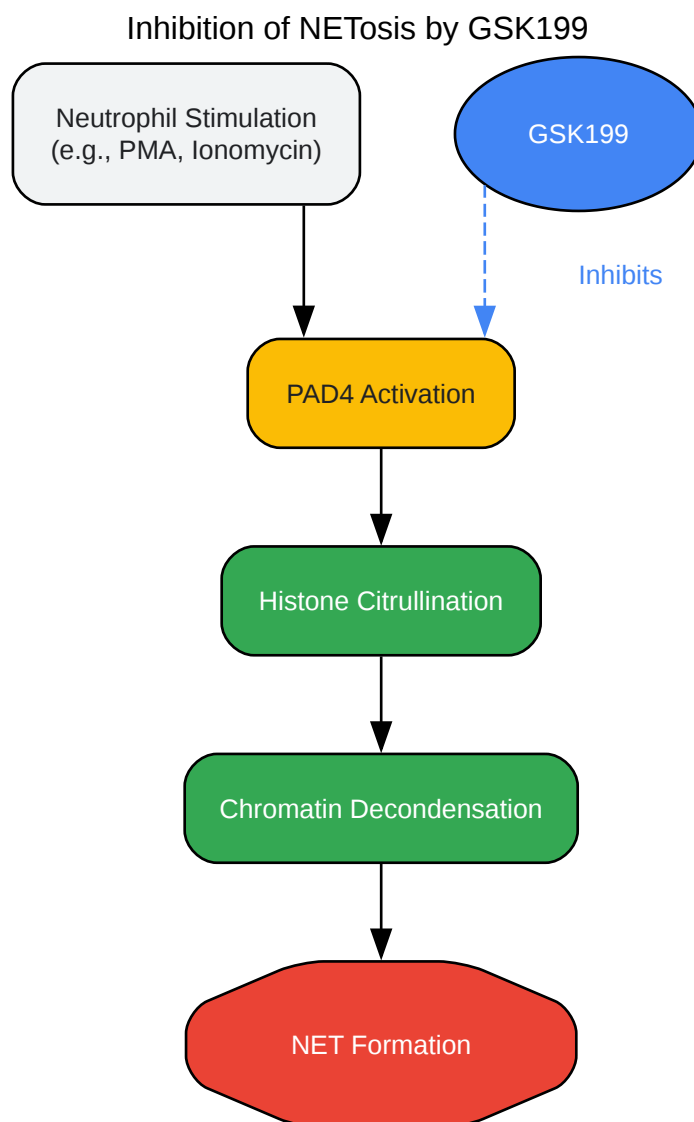 Inhibition of NETosis by GSK199
Neutrophil Stimulation
(e.g., PMA, Ionomycin)
GSK199
Inhibits
PAD4 Activation
Histone Citrullination
Chromatin Decondensation
NET Formation